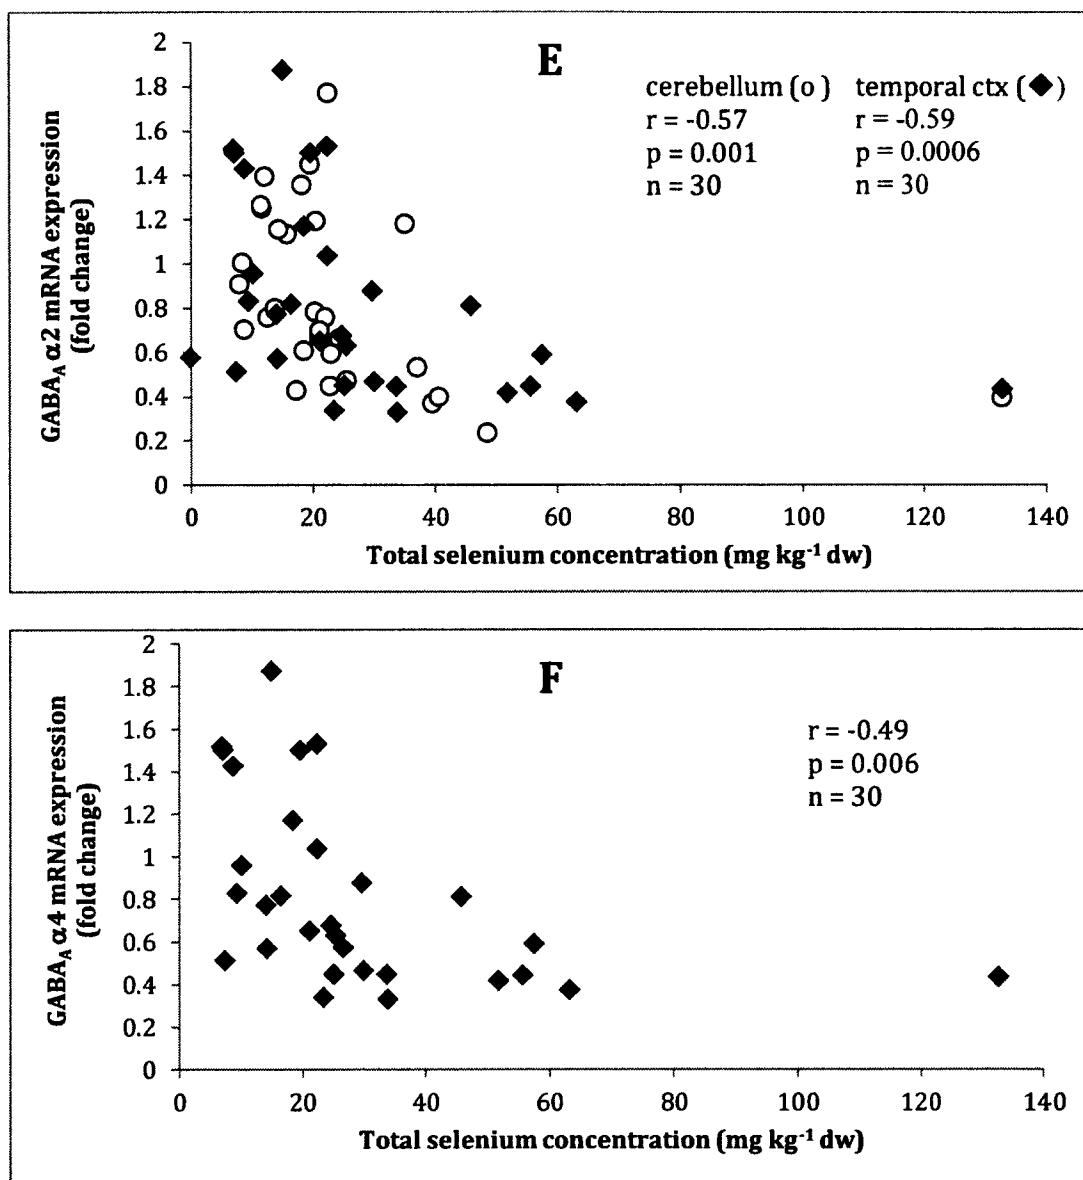 E
cerebellum (o ) temporal ctx (◆)
r = -0.57 r = -0.59
p = 0.001 p = 0.0006
n = 30 n = 30
GABA_A α2 mRNA expression
(fold change)
2
1.8
1.6
1.4
1.2
1
0.8
0.6
0.4
0.2
0
0 20 40 60 80 100 120 140
Total selenium concentration (mg kg⁻¹ dw)
F
r = -0.49
p = 0.006
n = 30
GABA_A α4 mRNA expression
(fold change)
2
1.8
1.6
1.4
1.2
1
0.8
0.6
0.4
0.2
0
0 20 40 60 80 100 120 140
Total selenium concentration (mg kg⁻¹ dw)